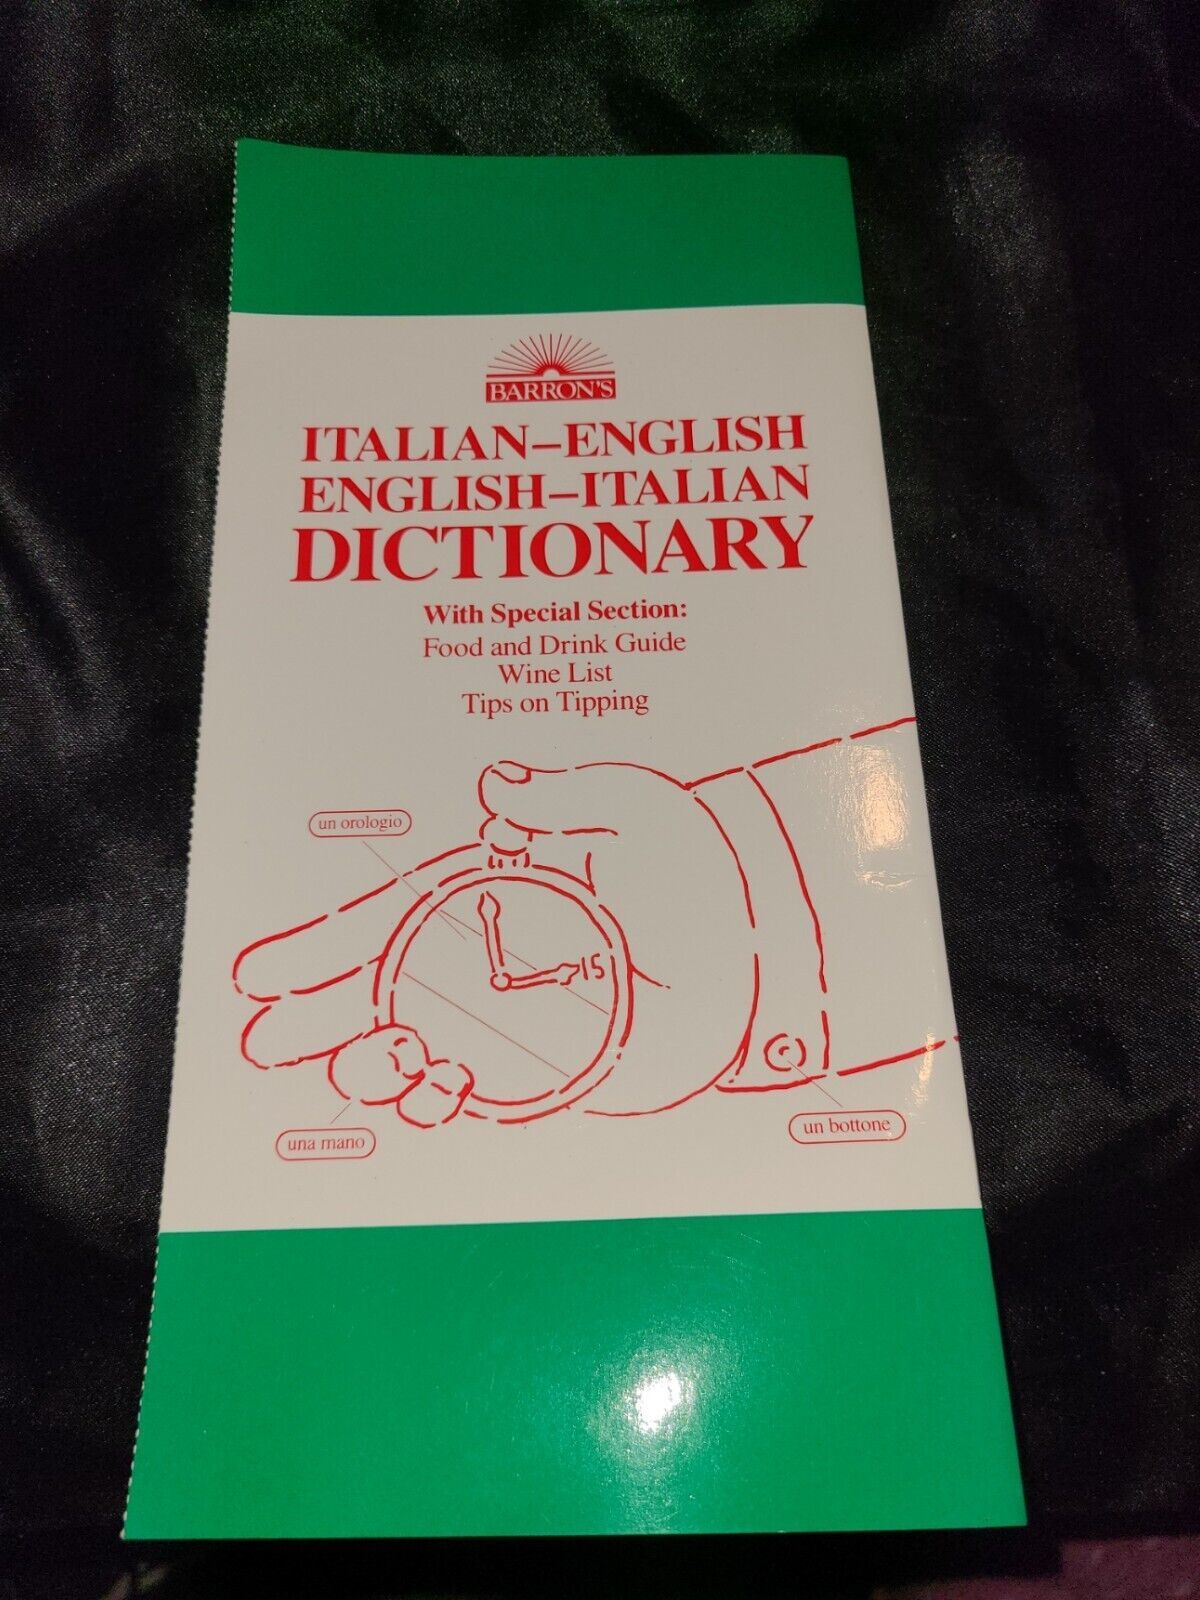 BARRON'S
ITALIAN–ENGLISH
ENGLISH–ITALIAN
DICTIONARY
With Special Section:
Food and Drink Guide
Wine List
Tips on Tipping
un orologio
15
un bottone
una mano